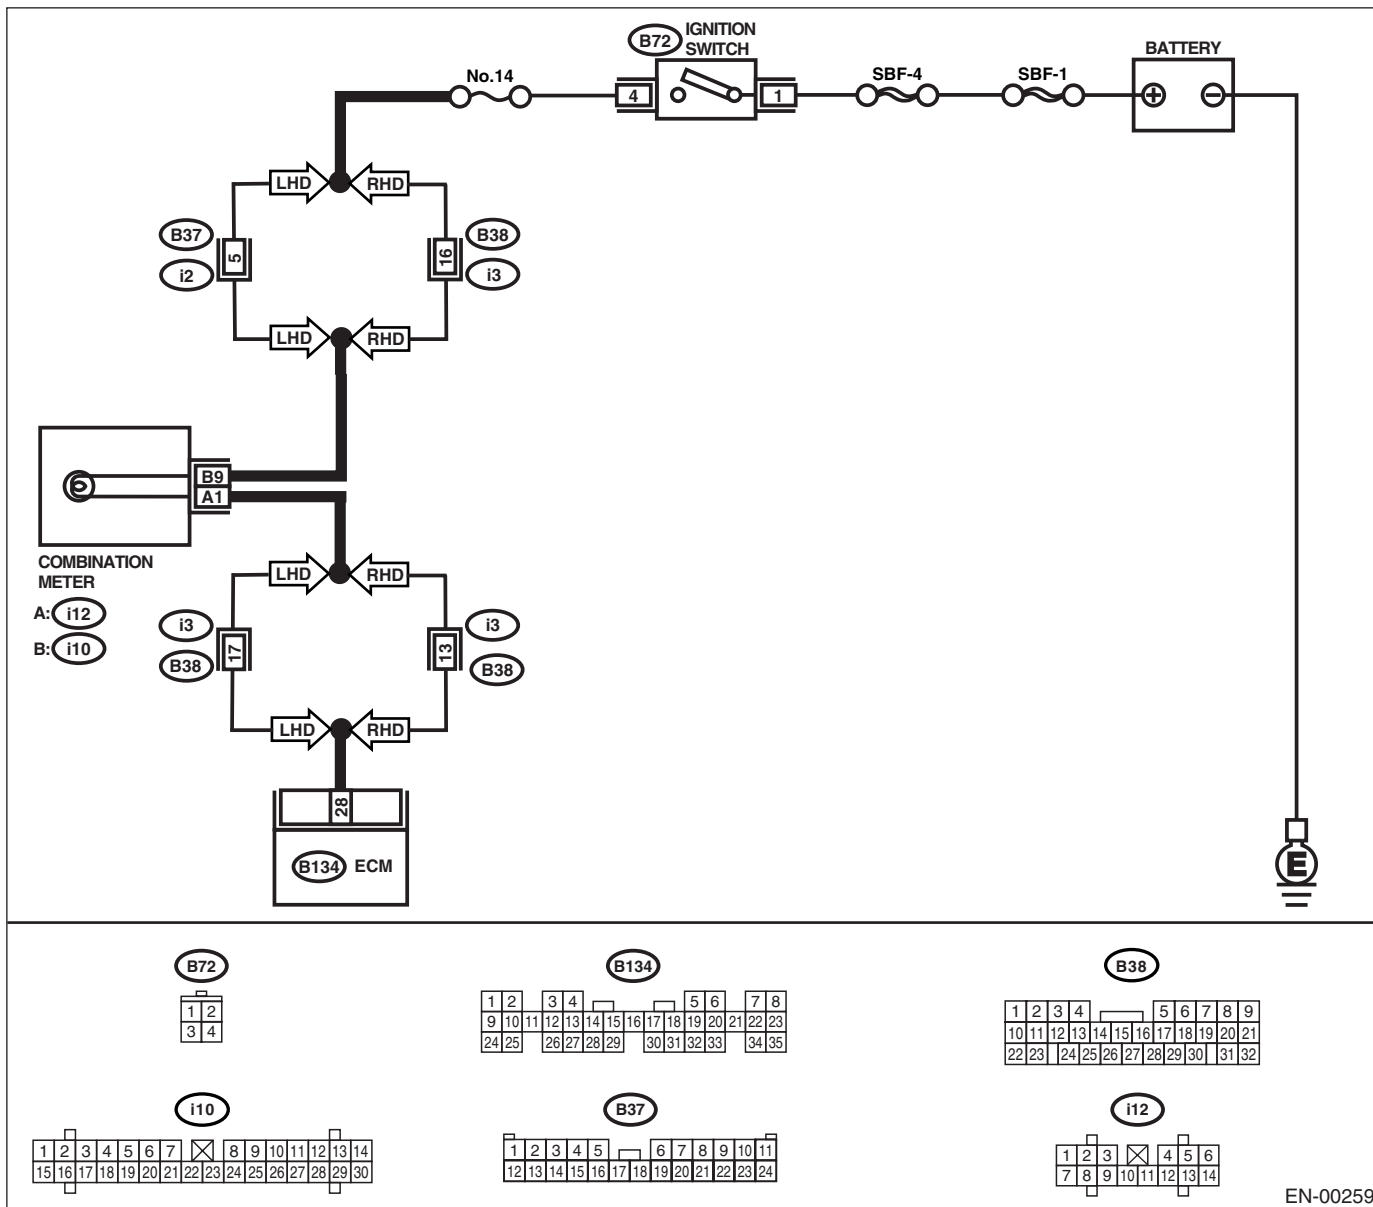 B72 IGNITION
SWITCH
BATTERY
No.14
4
1
SBF-4
SBF-1
LHD RHD
B37
i2
5
16
B38
i3
LHD RHD
B9
A1
COMBINATION
METER
A: i12
B: i10
LHD RHD
i3
B38
17
13
i3
B38
LHD RHD
28
B134 ECM
E
B72
1 2
3 4
B134
1 2 3 4 5 6 7 8
9 10 11 12 13 14 15 16 17 18 19 20 21 22 23
24 25 26 27 28 29 30 31 32 33 34 35
B38
1 2 3 4 5 6 7 8 9
10 11 12 13 14 15 16 17 18 19 20 21
22 23 24 25 26 27 28 29 30 31 32
i10
1 2 3 4 5 6 7 8 9 10 11 12 13 14
15 16 17 18 19 20 21 22 23 24 25 26 27 28 29 30
B37
1 2 3 4 5 6 7 8 9 10 11
12 13 14 15 16 17 18 19 20 21 22 23 24
i12
1 2 3 4 5 6
7 8 9 10 11 12 13 14
EN-00259